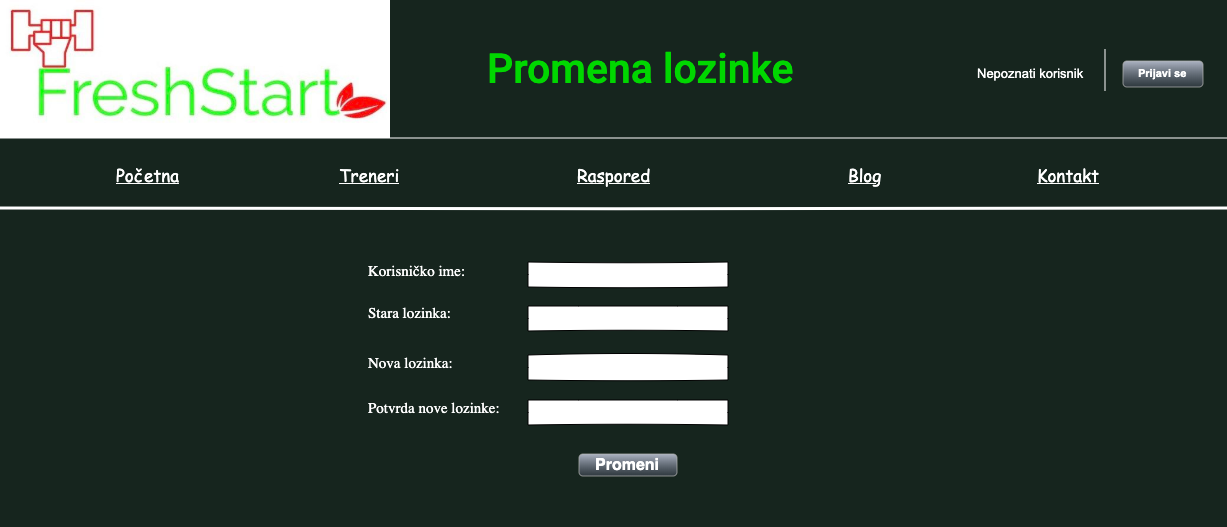 FreshStart
Promena lozinke
Nepoznati korisnik
Prijavi se
Početna
Treneri
Raspored
Blog
Kontakt
Korisničko ime:
Stara lozinka:
Nova lozinka:
Potvrda nove lozinke:
Promeni